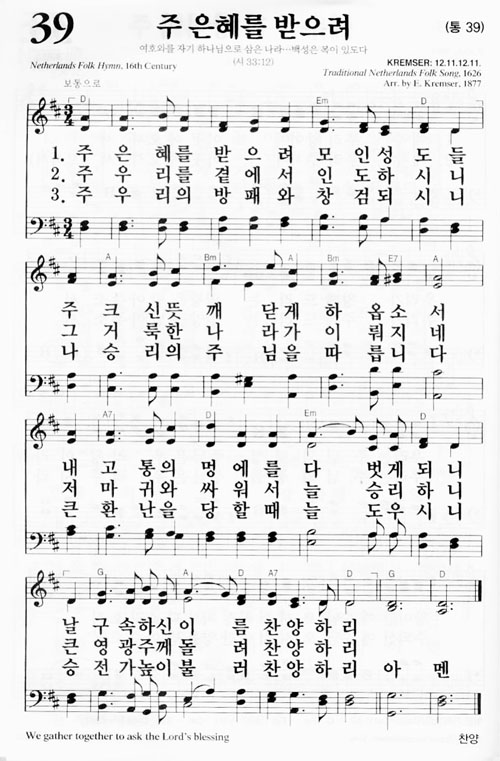 39
주 은혜를 받으려
(통 39)
여호와를 자기 하나님으로 삼은 나라…백성은 복이 있도다
(시 33:12)
Netherlands Folk Hymn, 16th Century
KREMSER: 12.11.12.11.
Traditional Netherlands Folk Song, 1626
Arr. by E. Kremser, 1877
보통으로
D Em D
3 4
1. 주 은 혜를 받 으 려 모 인 성 도 들
2. 주 우 리를 곁 에 서 인 도 하 시 니
3. 주 우 리의 방 패 와 창 검 되 시 니
3 4
A Bm A Bm E7 A
주 크 신 뜻 깨 닫 게 하 옵 소 서
그 거 룩한 나 라 가 이 뤄 지 네
나 승 리의 주 님 을 따 릅 니 다
A7 D Em D
내 고 통의 멍 에 를 다 벗 게 되 니
저 마 귀와 싸 워 서 늘 승 리 하 니
큰 환 난을 당 할 때 늘 도우 시 니
G A D A7 D G D
날 구 속하신이 름 찬 양 하 리
큰 영 광주께돌 려 찬 양 하 리
승 전 가높이불 러 찬 양 하 리 아 멘
We gather together to ask the Lord's blessing
찬양